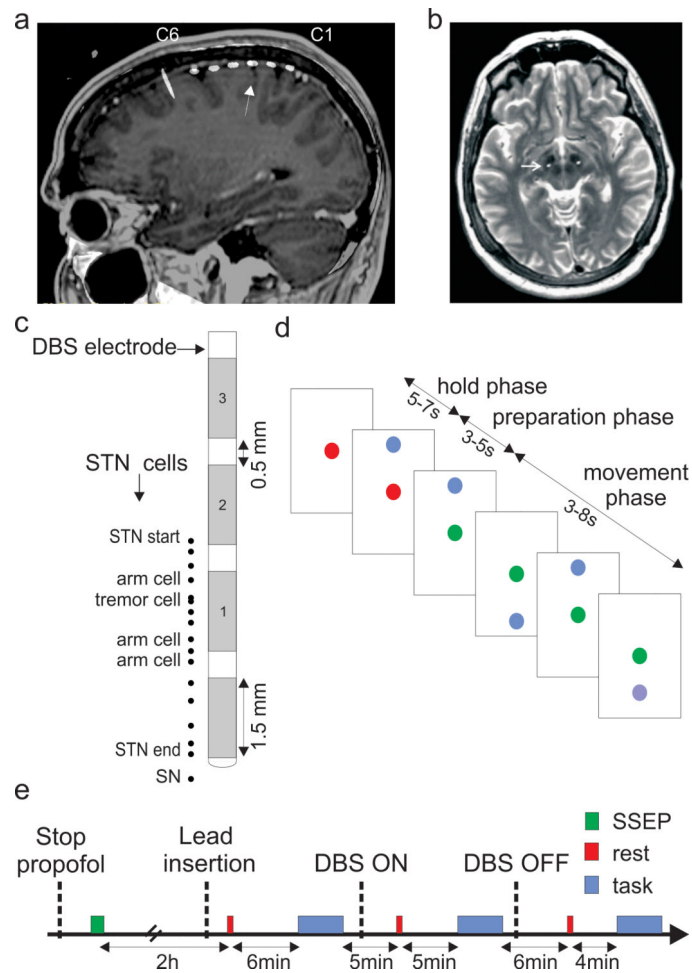 a
C6
C1
b
c
DBS electrode
3
0.5 mm
STN cells
2
STN start
arm cell
tremor cell
1
arm cell
arm cell
1.5 mm
STN end
SN
d
hold phase
5-7s
preparation phase
3-5s
movement
phase
3-8s
e
SSEP
rest
task
Stop
propofol
Lead
insertion
DBS ON
DBS OFF
2h
6min
5min
5min
6min
4min